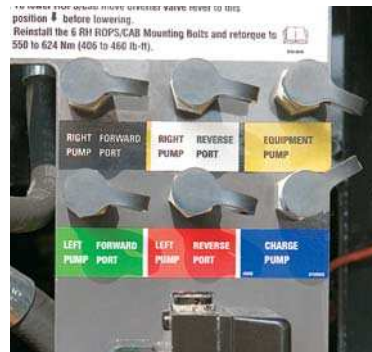 To lower ROPS/CAB move diverter valve lever to this
position before lowering.
Reinstall the 6 RH ROPS/CAB Mounting Bolts and retorque to
550 to 624 Nm (406 to 460 lb-ft).
RIGHT FORWARD
PUMP PORT
RIGHT REVERSE
PUMP PORT
EQUIPMENT
PUMP
LEFT FORWARD
PUMP PORT
LEFT REVERSE
PUMP PORT
CHARGE
PUMP